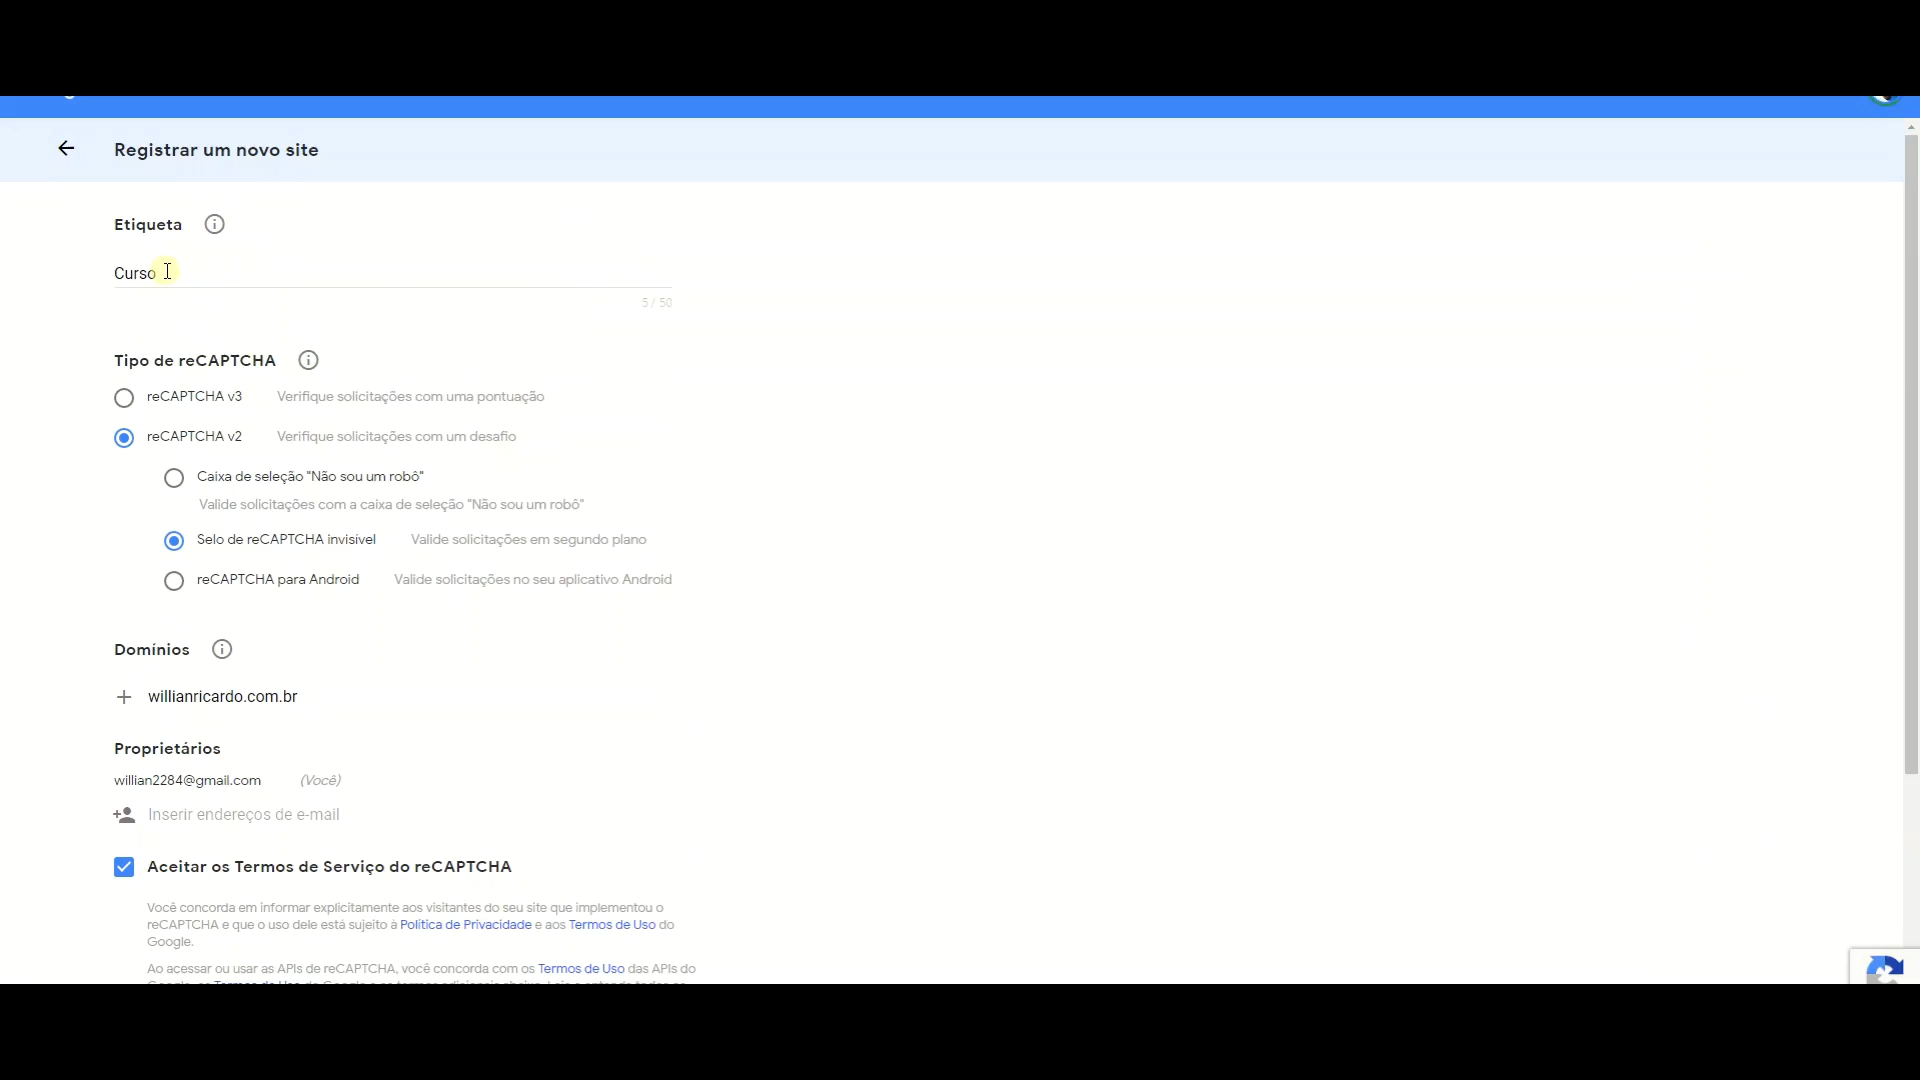 Registrar um novo site
Etiqueta
Curso
5 / 50
Tipo de reCAPTCHA
reCAPTCHA v3 Verifique solicitações com uma pontuação
reCAPTCHA v2 Verifique solicitações com um desafio
Caixa de seleção "Não sou um robô"
Valide solicitações com a caixa de seleção "Não sou um robô"
Selo de reCAPTCHA invisível Valide solicitações em segundo plano
reCAPTCHA para Android Valide solicitações no seu aplicativo Android
Domínios
willianricardo.com.br
Proprietários
willian2284@gmail.com (Você)
Inserir endereços de e-mail
Aceitar os Termos de Serviço do reCAPTCHA
Você concorda em informar explicitamente aos visitantes do seu site que implementou o
reCAPTCHA e que o uso dele está sujeito à Política de Privacidade e aos Termos de Uso do
Google.
Ao acessar ou usar as APIs de reCAPTCHA, você concorda com os Termos de Uso das APIs do